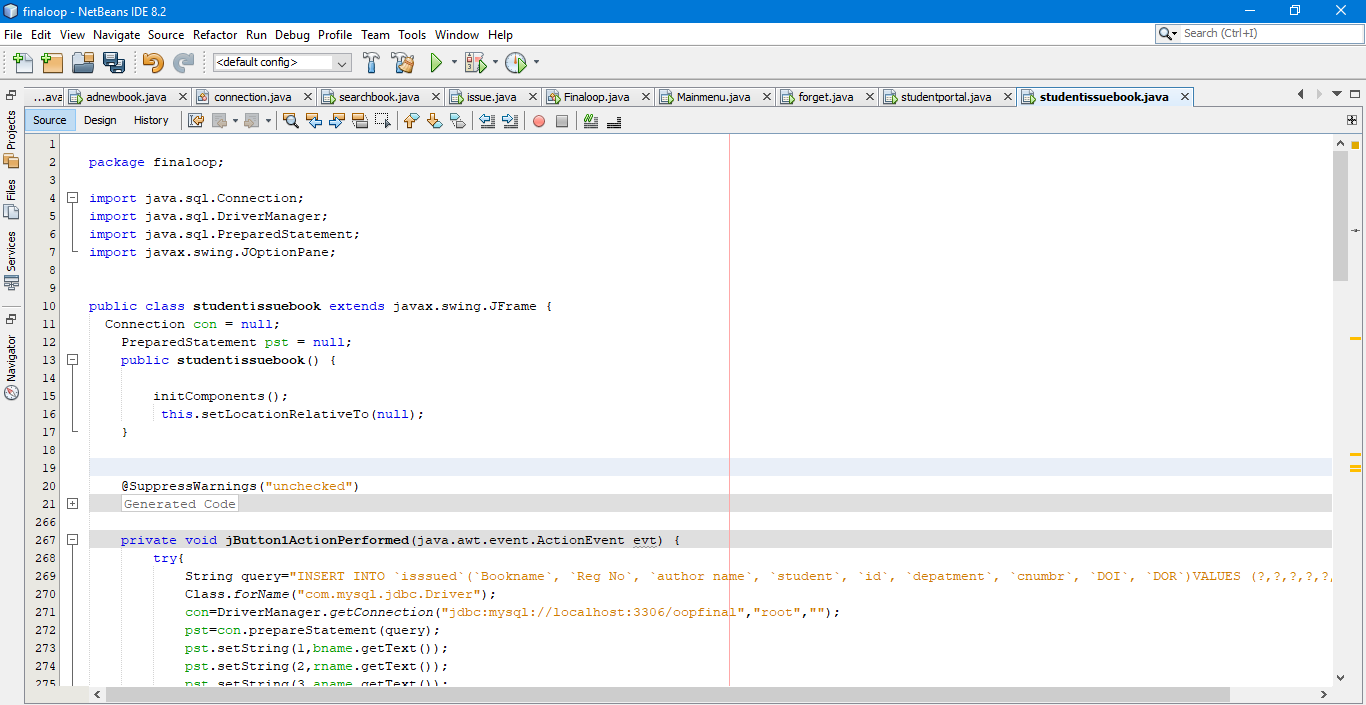 finaloop - NetBeans IDE 8.2
File Edit View Navigate Source Refactor Run Debug Profile Team Tools Window Help
Search (Ctrl+I)
<default config>
...ava adnewbook.java connection.java searchbook.java issue.java Finaloop.java Mainmenu.java forget.java studentportal.java studentissuebook.java
Source Design History
Projects
Files
Services
Navigator
1
2 package finaloop;
3
4 import java.sql.Connection;
5 import java.sql.DriverManager;
6 import java.sql.PreparedStatement;
7 import javax.swing.JOptionPane;
8
9
10 public class studentissuebook extends javax.swing.JFrame {
11 Connection con = null;
12 PreparedStatement pst = null;
13 public studentissuebook() {
14
15 initComponents();
16 this.setLocationRelativeTo(null);
17 }
18
19
20 @SuppressWarnings("unchecked")
21 Generated Code
266
267 private void jButton1ActionPerformed(java.awt.event.ActionEvent evt) {
268 try{
269 String query="INSERT INTO `isssued`(`Bookname`, `Reg No`, `author name`, `student`, `id`, `depatment`, `cnumbr`, `DOI`, `DOR`)VALUES (?,?,?,?,?,
270 Class.forName("com.mysql.jdbc.Driver");
271 con=DriverManager.getConnection("jdbc:mysql://localhost:3306/oopfinal","root","");
272 pst=con.prepareStatement(query);
273 pst.setString(1,bname.getText());
274 pst.setString(2,rname.getText());
275 pst.setString(3,aname.getText());